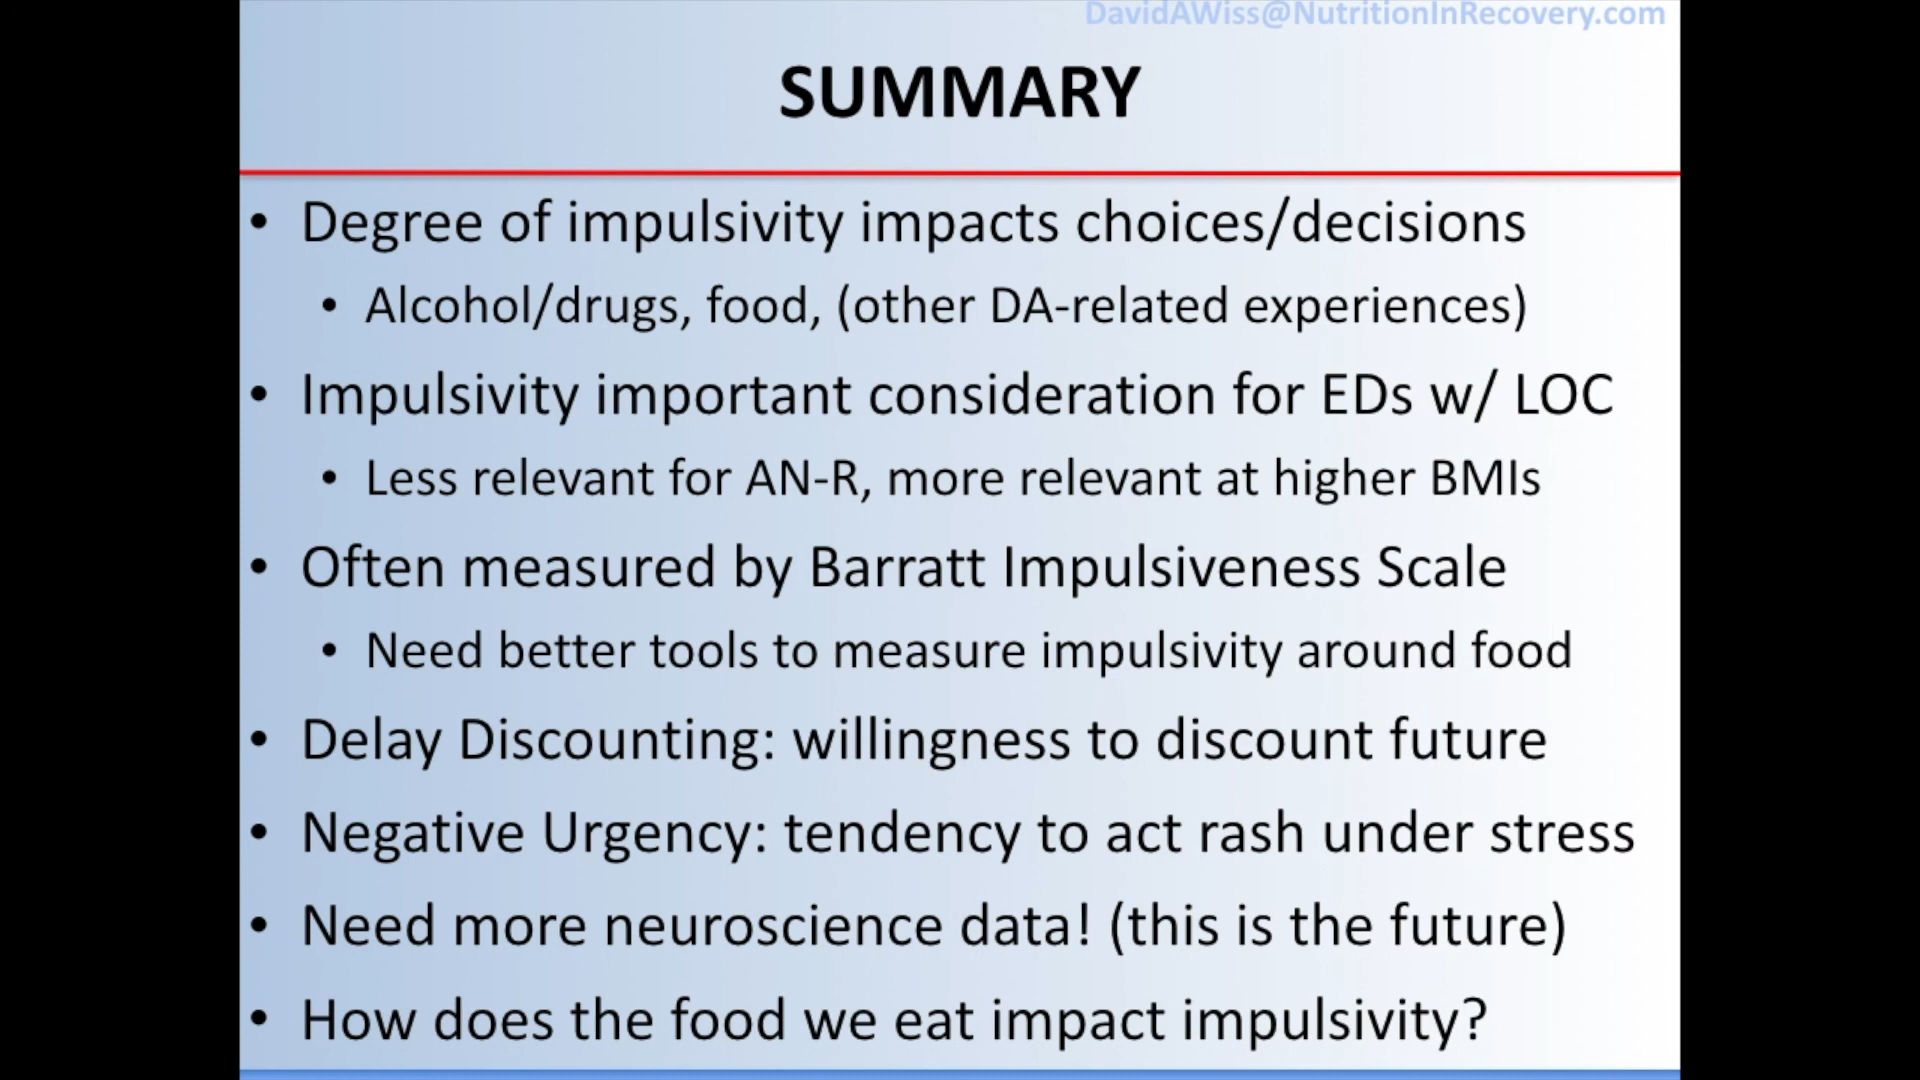 DavidAWiss@NutritionInRecovery.com
SUMMARY
• Degree of impulsivity impacts choices/decisions
• Alcohol/drugs, food, (other DA-related experiences)
• Impulsivity important consideration for EDs w/ LOC
• Less relevant for AN-R, more relevant at higher BMIs
• Often measured by Barratt Impulsiveness Scale
• Need better tools to measure impulsivity around food
• Delay Discounting: willingness to discount future
• Negative Urgency: tendency to act rash under stress
• Need more neuroscience data! (this is the future)
• How does the food we eat impact impulsivity?